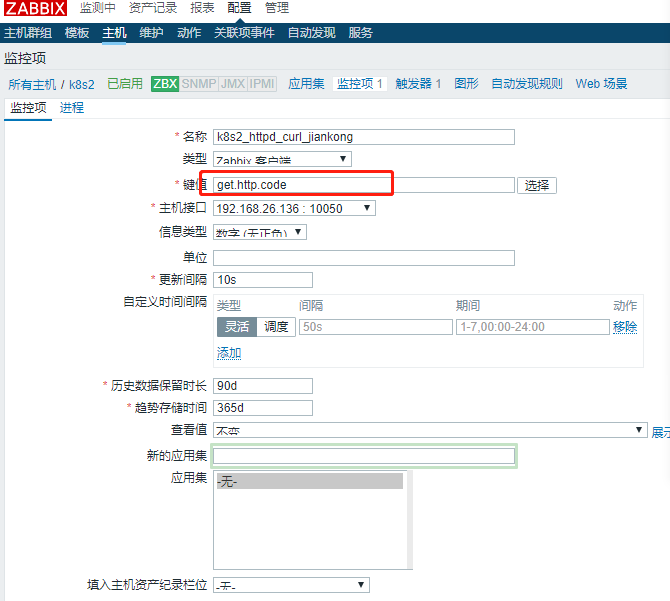 ZABBIX 监测中 资产记录 报表 配置 管理
主机群组 模板 主机 维护 动作 关联项事件 自动发现 服务
监控项
所有主机 / k8s2 已启用 ZBX SNMP JMX IPMI 应用集 监控项 1 触发器 1 图形 自动发现规则 Web 场景
监控项 进程
* 名称 k8s2_httpd_curl_jiankong
类型 Zabbix 客户端
* 键值 get.http.code 选择
* 主机接口 192.168.26.136 : 10050
信息类型 数字 (无正负)
单位
* 更新间隔 10s
自定义时间间隔 类型 间隔 期间 动作
灵活 调度 50s 1-7,00:00-24:00 移除
添加
* 历史数据保留时长 90d
* 趋势存储时间 365d
查看值 不变 展示
新的应用集
应用集 -无-
填入主机资产纪录栏位 -无-